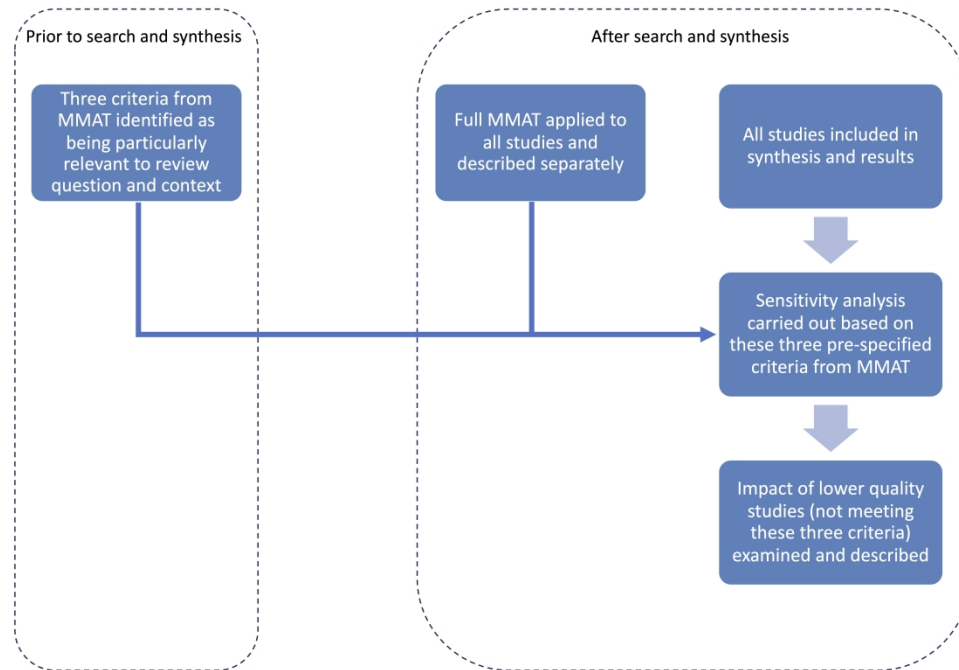 Prior to search and synthesis
Three criteria from
MMAT identified as
being particularly
relevant to review
question and context
After search and synthesis
Full MMAT applied to
all studies and
described separately
All studies included in
synthesis and results
Sensitivity analysis
carried out based on
these three pre-specified
criteria from MMAT
Impact of lower quality
studies (not meeting
these three criteria)
examined and described